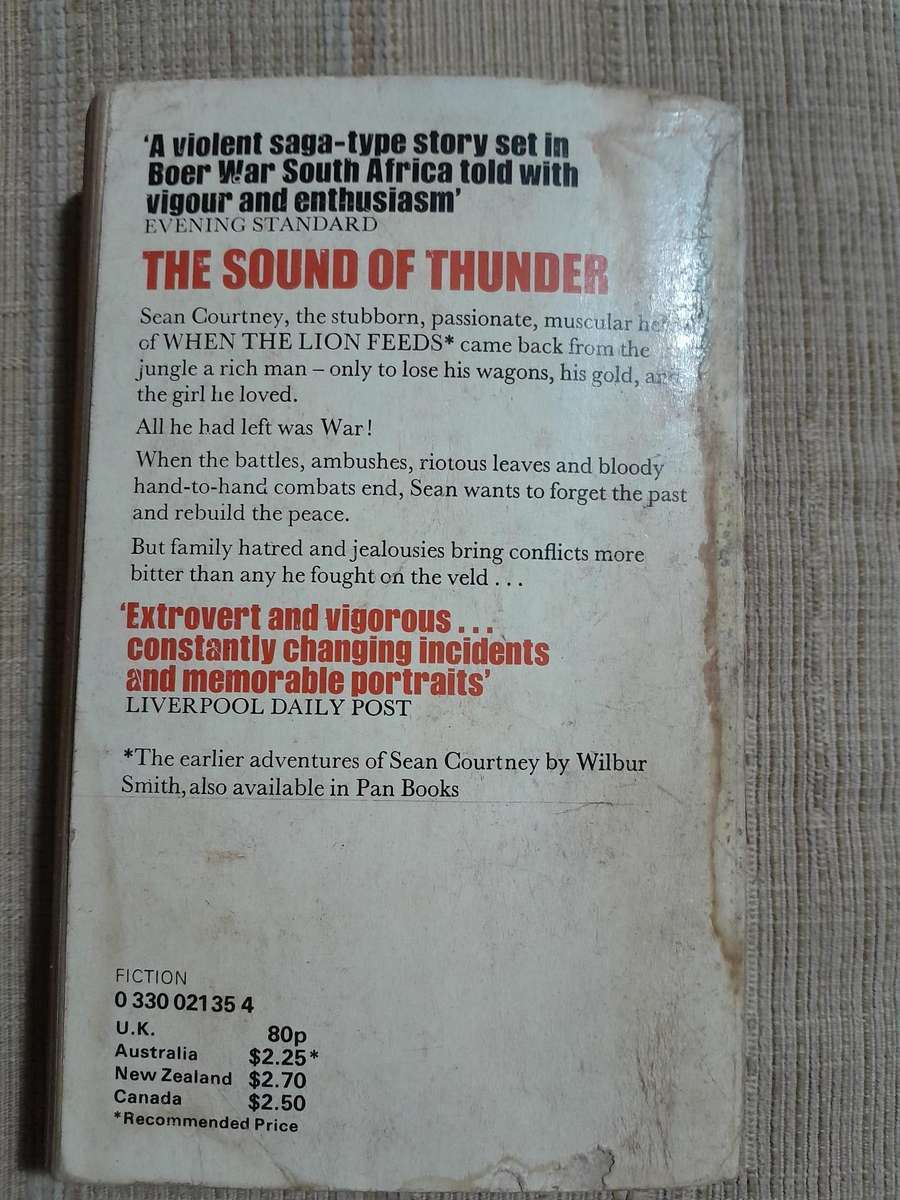 'A violent saga-type story set in
Boer War South Africa told with
vigour and enthusiasm'
EVENING STANDARD
THE SOUND OF THUNDER
Sean Courtney, the stubborn, passionate, muscular
of WHEN THE LION FEEDS* came back from the
jungle a rich man – only to lose his wagons, his gold, and
the girl he loved.
All he had left was War!
When the battles, ambushes, riotous leaves and bloody
hand-to-hand combats end, Sean wants to forget the past
and rebuild the peace.
But family hatred and jealousies bring conflicts more
bitter than any he fought on the veld . . .
'Extrovert and vigorous . . .
constantly changing incidents
and memorable portraits'
LIVERPOOL DAILY POST
*The earlier adventures of Sean Courtney by Wilbur
Smith, also available in Pan Books
FICTION
0 330 02135 4
U.K. 80p
Australia $2.25*
New Zealand $2.70
Canada $2.50
*Recommended Price